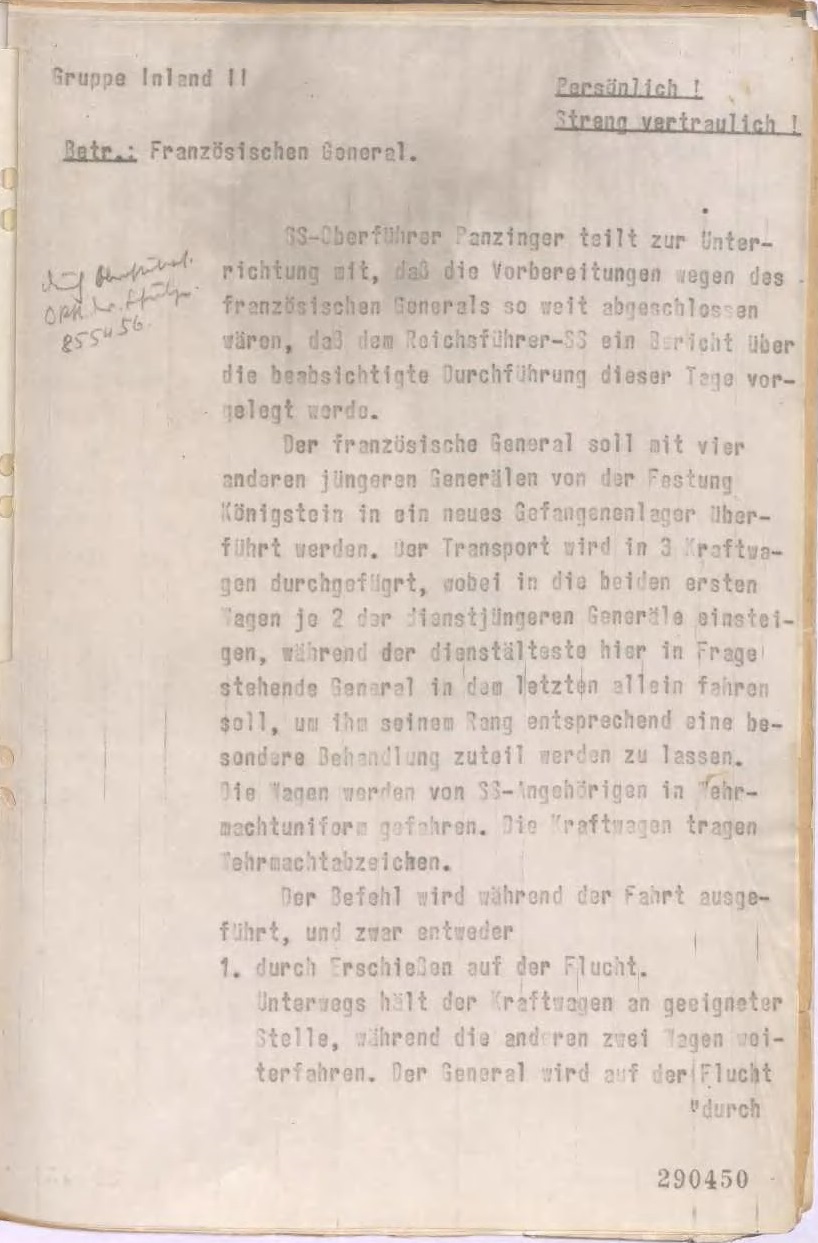 Gruppe Inland II
Persönlich !
Streng vertraulich !
Betr.: Französischen General.
SS-Oberführer Panzinger teilt zur Unter-
richtung mit, daß die Vorbereitungen wegen des
französischen Generals so weit abgeschlossen
wären, daß dem Reichsführer-SS ein Bericht über
die beabsichtigte Durchführung dieser Tage vor-
gelegt werde.
Der französische General soll mit vier
anderen jüngeren Generälen von der Festung
Königstein in ein neues Gefangenenlager über-
führt werden. Der Transport wird in 3 Kraftwa-
gen durchgefügrt, wobei in die beiden ersten
Wagen je 2 der dienstjüngeren Generäle einstei-
gen, während der dienstälteste hier in Frage
stehende General in dem letzten allein fahren
soll, um ihm seinem Rang entsprechend eine be-
sondere Behandlung zuteil werden zu lassen.
Die Wagen werden von SS-Angehörigen in Wehr-
machtuniform gefahren. Die Kraftwagen tragen
Wehrmachtabzeichen.
Der Befehl wird während der Fahrt ausge-
führt, und zwar entweder
1. durch Erschießen auf der Flucht.
Unterwegs hält der Kraftwagen an geeigneter
Stelle, während die anderen zwei Wagen wei-
terfahren. Der General wird auf der Flucht
"durch
855456
290450